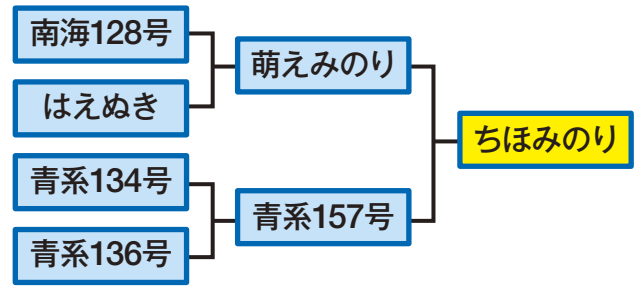 南海128号
はえぬき
萌えみのり
青系134号
青系136号
青系157号
ちほみのり